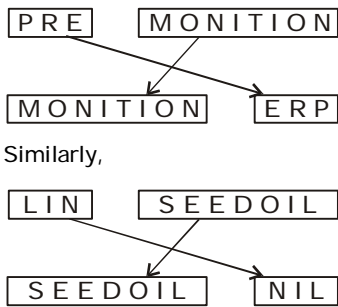 PRE MONITION
MONITION ERP
Similarly,
LIN SEEDOIL
SEEDOIL NIL